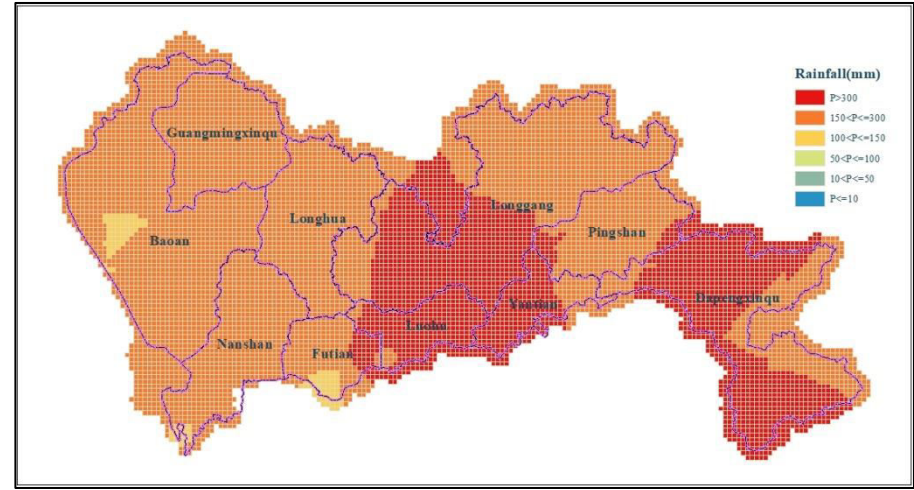 Rainfall(mm)
P>300
150<P<=300
100<P<=150
50<P<=100
10<P<=50
P<=10
Guangmingxinqu
Longhua
Longgang
Pingshan
Baoan
Dapengxinqu
Yantian
Luohu
Nanshan
Futian